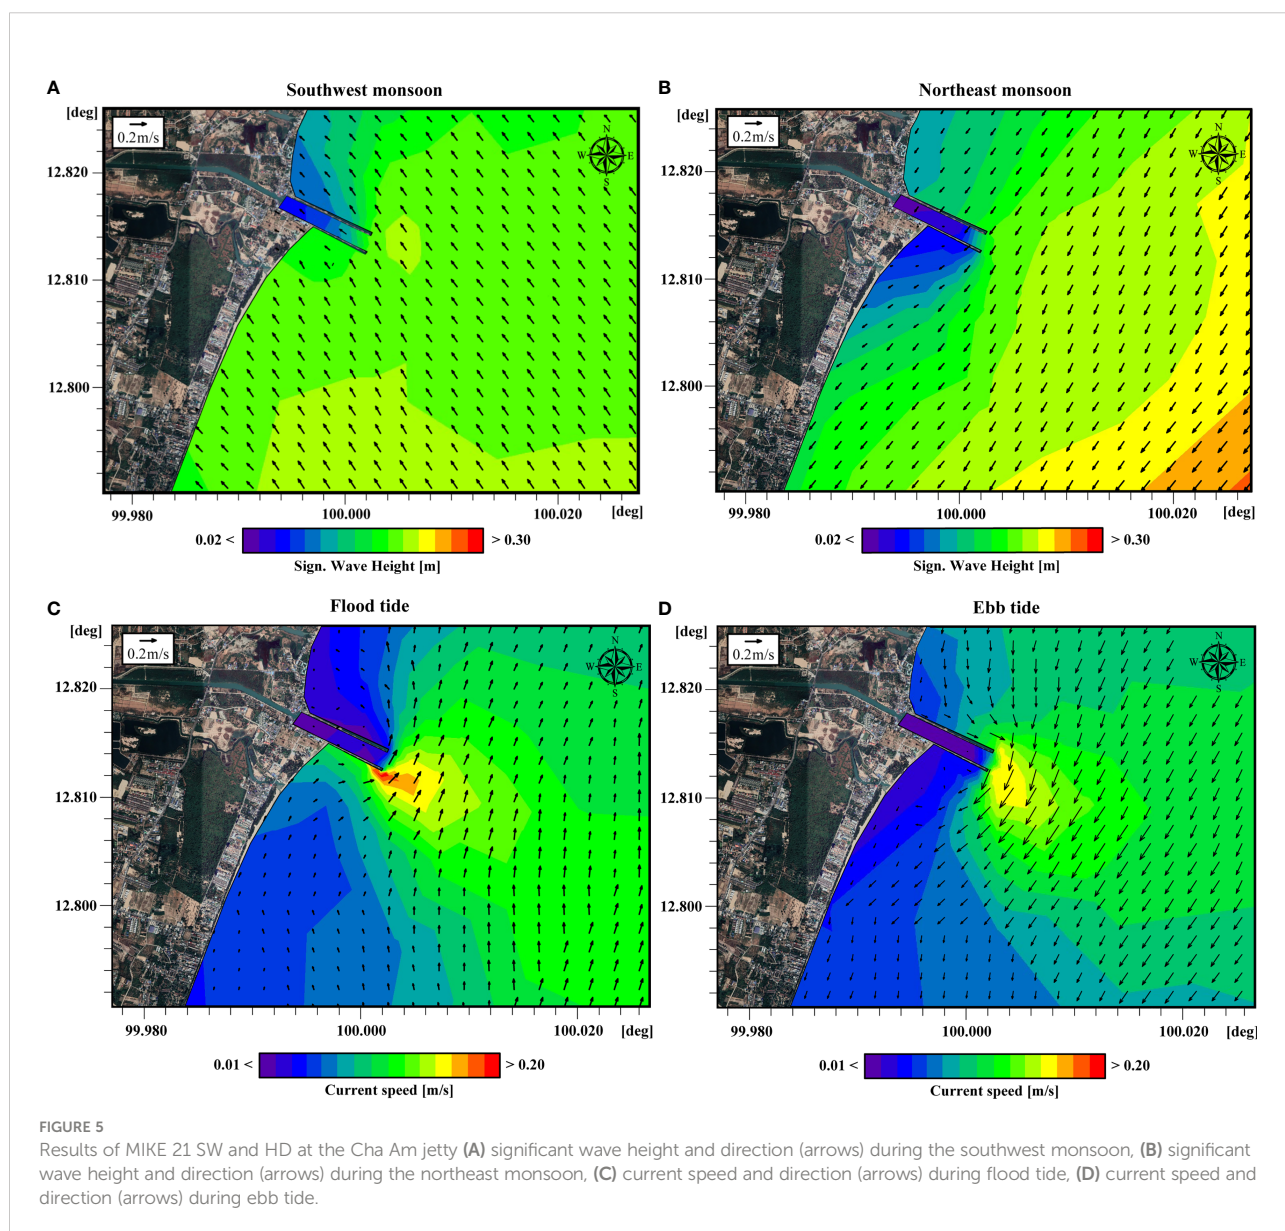 A
Southwest monsoon
[deg]
0.2m/s
N
W E
S
12.820
12.810
12.800
99.980 100.000 100.020 [deg]
0.02 < > 0.30
Sign. Wave Height [m]
B
Northeast monsoon
[deg]
0.2m/s
N
W E
S
12.820
12.810
12.800
99.980 100.000 100.020 [deg]
0.02 < > 0.30
Sign. Wave Height [m]
C
Flood tide
[deg]
0.2m/s
N
W E
S
12.820
12.810
12.800
99.980 100.000 100.020 [deg]
0.01 < > 0.20
Current speed [m/s]
D
Ebb tide
[deg]
0.2m/s
N
W E
S
12.820
12.810
12.800
99.980 100.000 100.020 [deg]
0.01 < > 0.20
Current speed [m/s]
FIGURE 5
Results of MIKE 21 SW and HD at the Cha Am jetty (A) significant wave height and direction (arrows) during the southwest monsoon, (B) significant
wave height and direction (arrows) during the northeast monsoon, (C) current speed and direction (arrows) during flood tide, (D) current speed and
direction (arrows) during ebb tide.